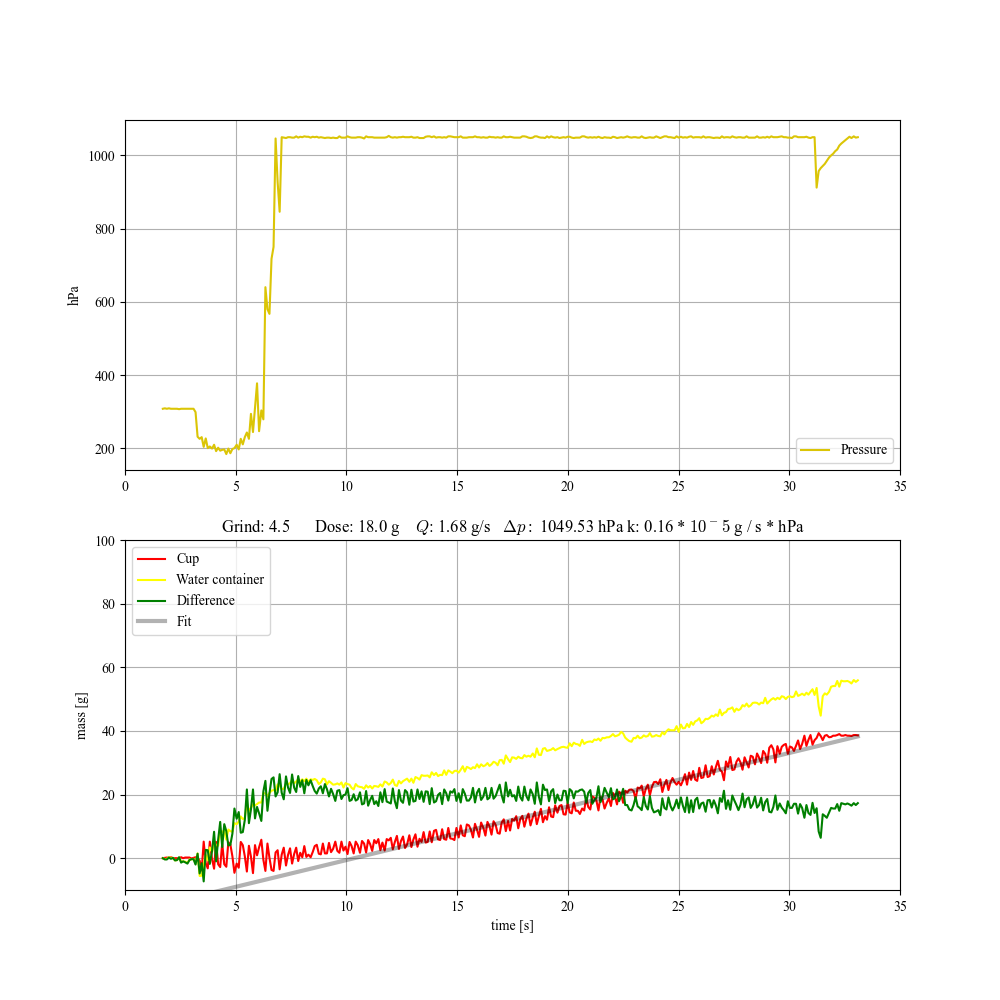 1000
800
600
400
200
hPa
Pressure
0 5 10 15 20 25 30 35
Grind: 4.5 Dose: 18.0 g Q: 1.68 g/s Δp: 1049.53 hPa k: 0.16 * 10⁻5 g / s * hPa
100
80
60
40
20
0
mass [g]
Cup
Water container
Difference
Fit
0 5 10 15 20 25 30 35
time [s]